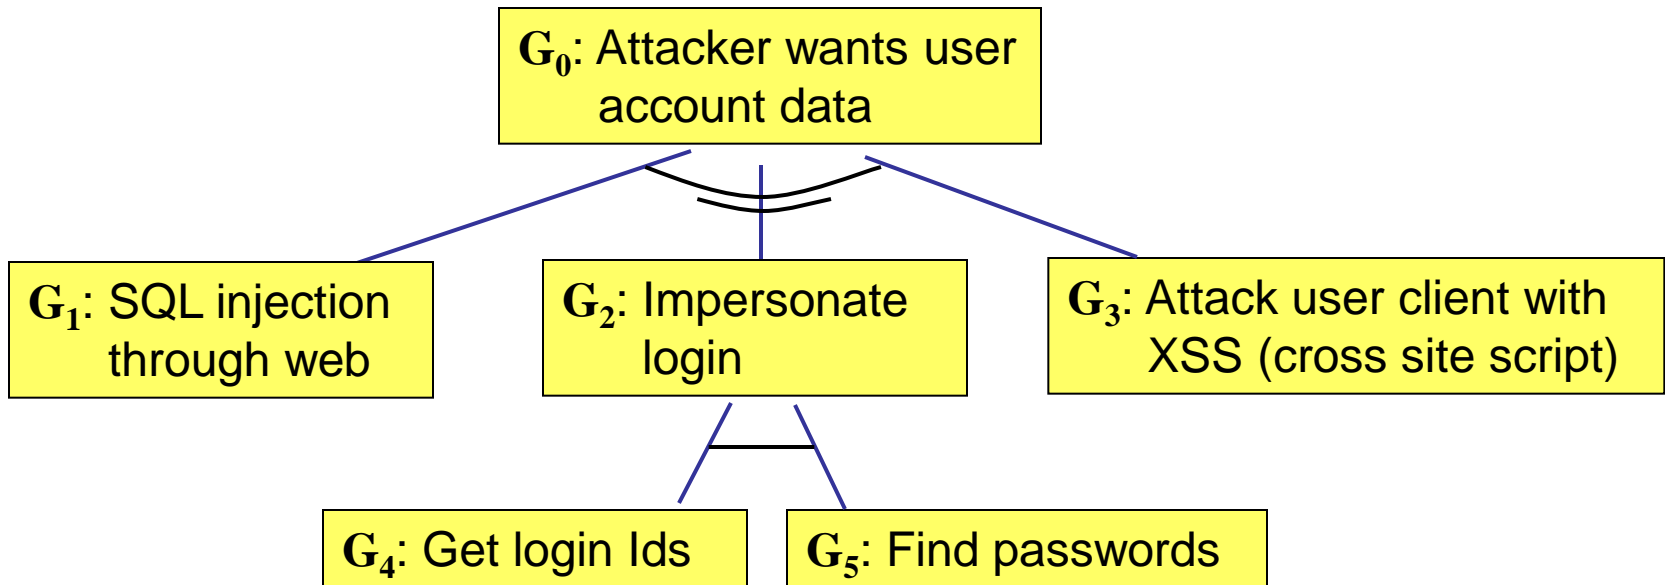 G₀: Attacker wants user
account data
G₁: SQL injection
through web
G₂: Impersonate
login
G₃: Attack user client with
XSS (cross site script)
G₄: Get login Ids
G₅: Find passwords